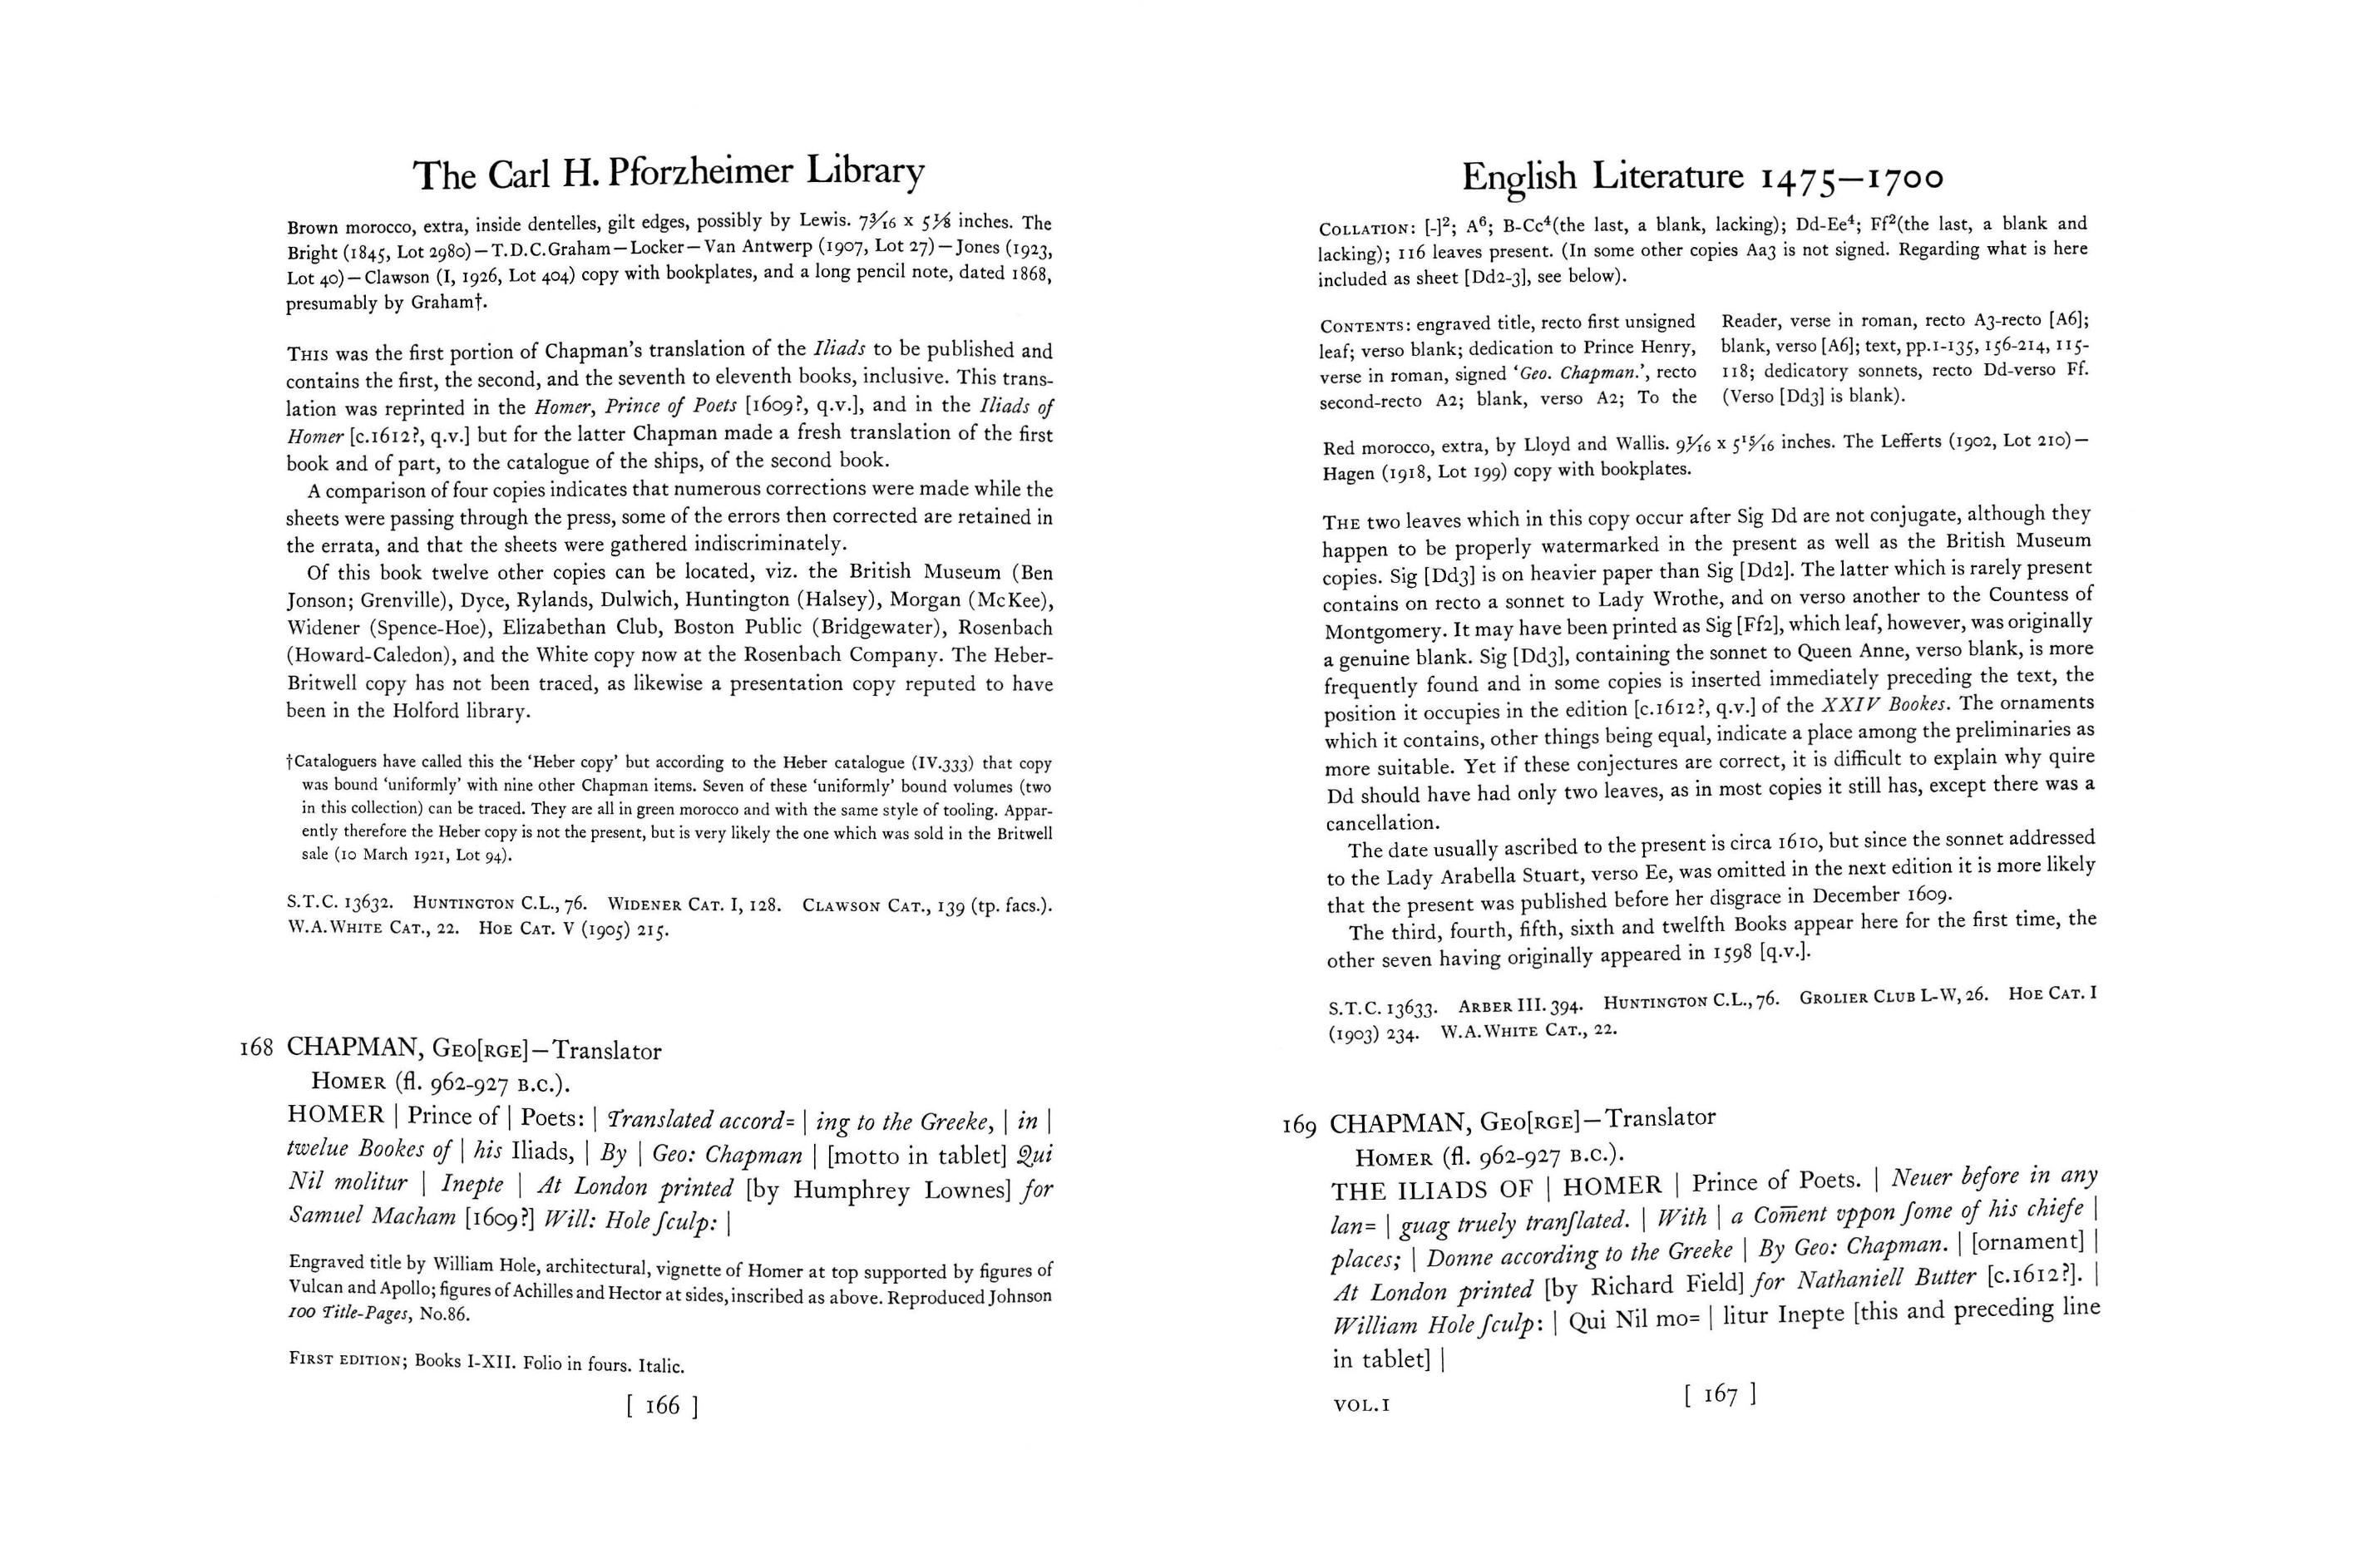 The Carl H. Pforzheimer Library
Brown morocco, extra, inside dentelles, gilt edges, possibly by Lewis. 7 3/16 x 5 1/8 inches. The
Bright (1845, Lot 2980)—T.D.C.Graham—Locker—Van Antwerp (1907, Lot 27)—Jones (1923,
Lot 40)—Clawson (I, 1926, Lot 404) copy with bookplates, and a long pencil note, dated 1868,
presumably by Graham†.
THIS was the first portion of Chapman's translation of the Iliads to be published and
contains the first, the second, and the seventh to eleventh books, inclusive. This trans-
lation was reprinted in the Homer, Prince of Poets [1609?, q.v.], and in the Iliads of
Homer [c.1612?, q.v.] but for the latter Chapman made a fresh translation of the first
book and of part, to the catalogue of the ships, of the second book.
A comparison of four copies indicates that numerous corrections were made while the
sheets were passing through the press, some of the errors then corrected are retained in
the errata, and that the sheets were gathered indiscriminately.
Of this book twelve other copies can be located, viz. the British Museum (Ben
Jonson; Grenville), Dyce, Rylands, Dulwich, Huntington (Halsey), Morgan (McKee),
Widener (Spence-Hoe), Elizabethan Club, Boston Public (Bridgewater), Rosenbach
(Howard-Caledon), and the White copy now at the Rosenbach Company. The Heber-
Britwell copy has not been traced, as likewise a presentation copy reputed to have
been in the Holford library.
†Cataloguers have called this the 'Heber copy' but according to the Heber catalogue (IV.333) that copy
was bound 'uniformly' with nine other Chapman items. Seven of these 'uniformly' bound volumes (two
in this collection) can be traced. They are all in green morocco and with the same style of tooling. Appar-
ently therefore the Heber copy is not the present, but is very likely the one which was sold in the Britwell
sale (10 March 1921, Lot 94).
S.T.C. 13632. HUNTINGTON C.L., 76. WIDENER CAT. I, 128. CLAWSON CAT., 139 (tp. facs.).
W.A.WHITE CAT., 22. HOE CAT. V (1905) 215.
168 CHAPMAN, GEO[RGE]—Translator
HOMER (fl. 962-927 B.C.).
HOMER | Prince of | Poets: | Translated accord= | ing to the Greeke, | in |
twelue Bookes of | his Iliads, | By | Geo: Chapman | [motto in tablet] Qui
Nil molitur | Inepte | At London printed [by Humphrey Lownes] for
Samuel Macham [1609?] Will: Hole ſculp: |
Engraved title by William Hole, architectural, vignette of Homer at top supported by figures of
Vulcan and Apollo; figures of Achilles and Hector at sides, inscribed as above. Reproduced Johnson
100 Title-Pages, No.86.
FIRST EDITION; Books I-XII. Folio in fours. Italic.
[ 166 ]
English Literature 1475—1700
COLLATION: [-]²; A⁶; B-Cc⁴(the last, a blank, lacking); Dd-Ee⁴; Ff²(the last, a blank and
lacking); 116 leaves present. (In some other copies Aa3 is not signed. Regarding what is here
included as sheet [Dd2-3], see below).
CONTENTS: engraved title, recto first unsigned
leaf; verso blank; dedication to Prince Henry,
verse in roman, signed 'Geo. Chapman.', recto
second-recto A2; blank, verso A2; To the
Reader, verse in roman, recto A3-recto [A6];
blank, verso [A6]; text, pp.1-135, 156-214, 115-
118; dedicatory sonnets, recto Dd-verso Ff.
(Verso [Dd3] is blank).
Red morocco, extra, by Lloyd and Wallis. 9 1/16 x 5 15/16 inches. The Lefferts (1902, Lot 210)—
Hagen (1918, Lot 199) copy with bookplates.
THE two leaves which in this copy occur after Sig Dd are not conjugate, although they
happen to be properly watermarked in the present as well as the British Museum
copies. Sig [Dd3] is on heavier paper than Sig [Dd2]. The latter which is rarely present
contains on recto a sonnet to Lady Wrothe, and on verso another to the Countess of
Montgomery. It may have been printed as Sig [Ff2], which leaf, however, was originally
a genuine blank. Sig [Dd3], containing the sonnet to Queen Anne, verso blank, is more
frequently found and in some copies is inserted immediately preceding the text, the
position it occupies in the edition [c.1612?, q.v.] of the XXIV Bookes. The ornaments
which it contains, other things being equal, indicate a place among the preliminaries as
more suitable. Yet if these conjectures are correct, it is difficult to explain why quire
Dd should have had only two leaves, as in most copies it still has, except there was a
cancellation.
The date usually ascribed to the present is circa 1610, but since the sonnet addressed
to the Lady Arabella Stuart, verso Ee, was omitted in the next edition it is more likely
that the present was published before her disgrace in December 1609.
The third, fourth, fifth, sixth and twelfth Books appear here for the first time, the
other seven having originally appeared in 1598 [q.v.].
S.T.C. 13633. ARBER III. 394. HUNTINGTON C.L., 76. GROLIER CLUB L-W, 26. HOE CAT. I
(1903) 234. W.A.WHITE CAT., 22.
169 CHAPMAN, GEO[RGE]—Translator
HOMER (fl. 962-927 B.C.).
THE ILIADS OF | HOMER | Prince of Poets. | Neuer before in any
lan= | guag truely tranſlated. | With | a Com̄ent vppon ſome of his chiefe |
places; | Donne according to the Greeke | By Geo: Chapman. | [ornament] |
At London printed [by Richard Field] for Nathaniell Butter [c.1612?]. |
William Hole ſculp: | Qui Nil mo= | litur Inepte [this and preceding line
in tablet] |
VOL.I
[ 167 ]